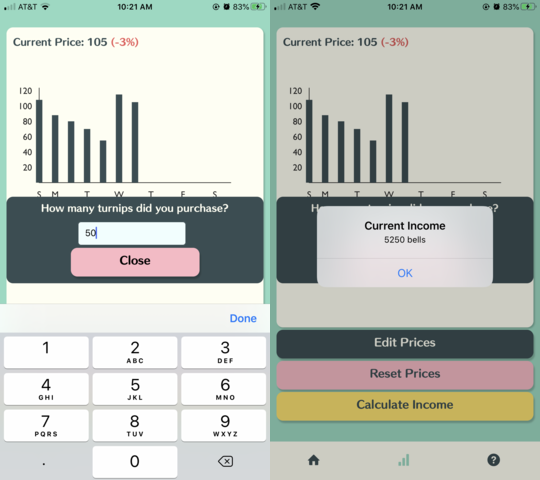 AT&T
10:21 AM
83%
Current Price: 105 (-3%)
120
100
80
60
40
20
S M T W T F S
How many turnips did you purchase?
50
Close
Done
1
2
ABC
3
DEF
4
GHI
5
JKL
6
MNO
7
PQRS
8
TUV
9
WXYZ
.
0
AT&T
10:21 AM
83%
Current Price: 105 (-3%)
120
100
80
60
40
20
S M T W T F S
Current Income
5250 bells
OK
Edit Prices
Reset Prices
Calculate Income
?